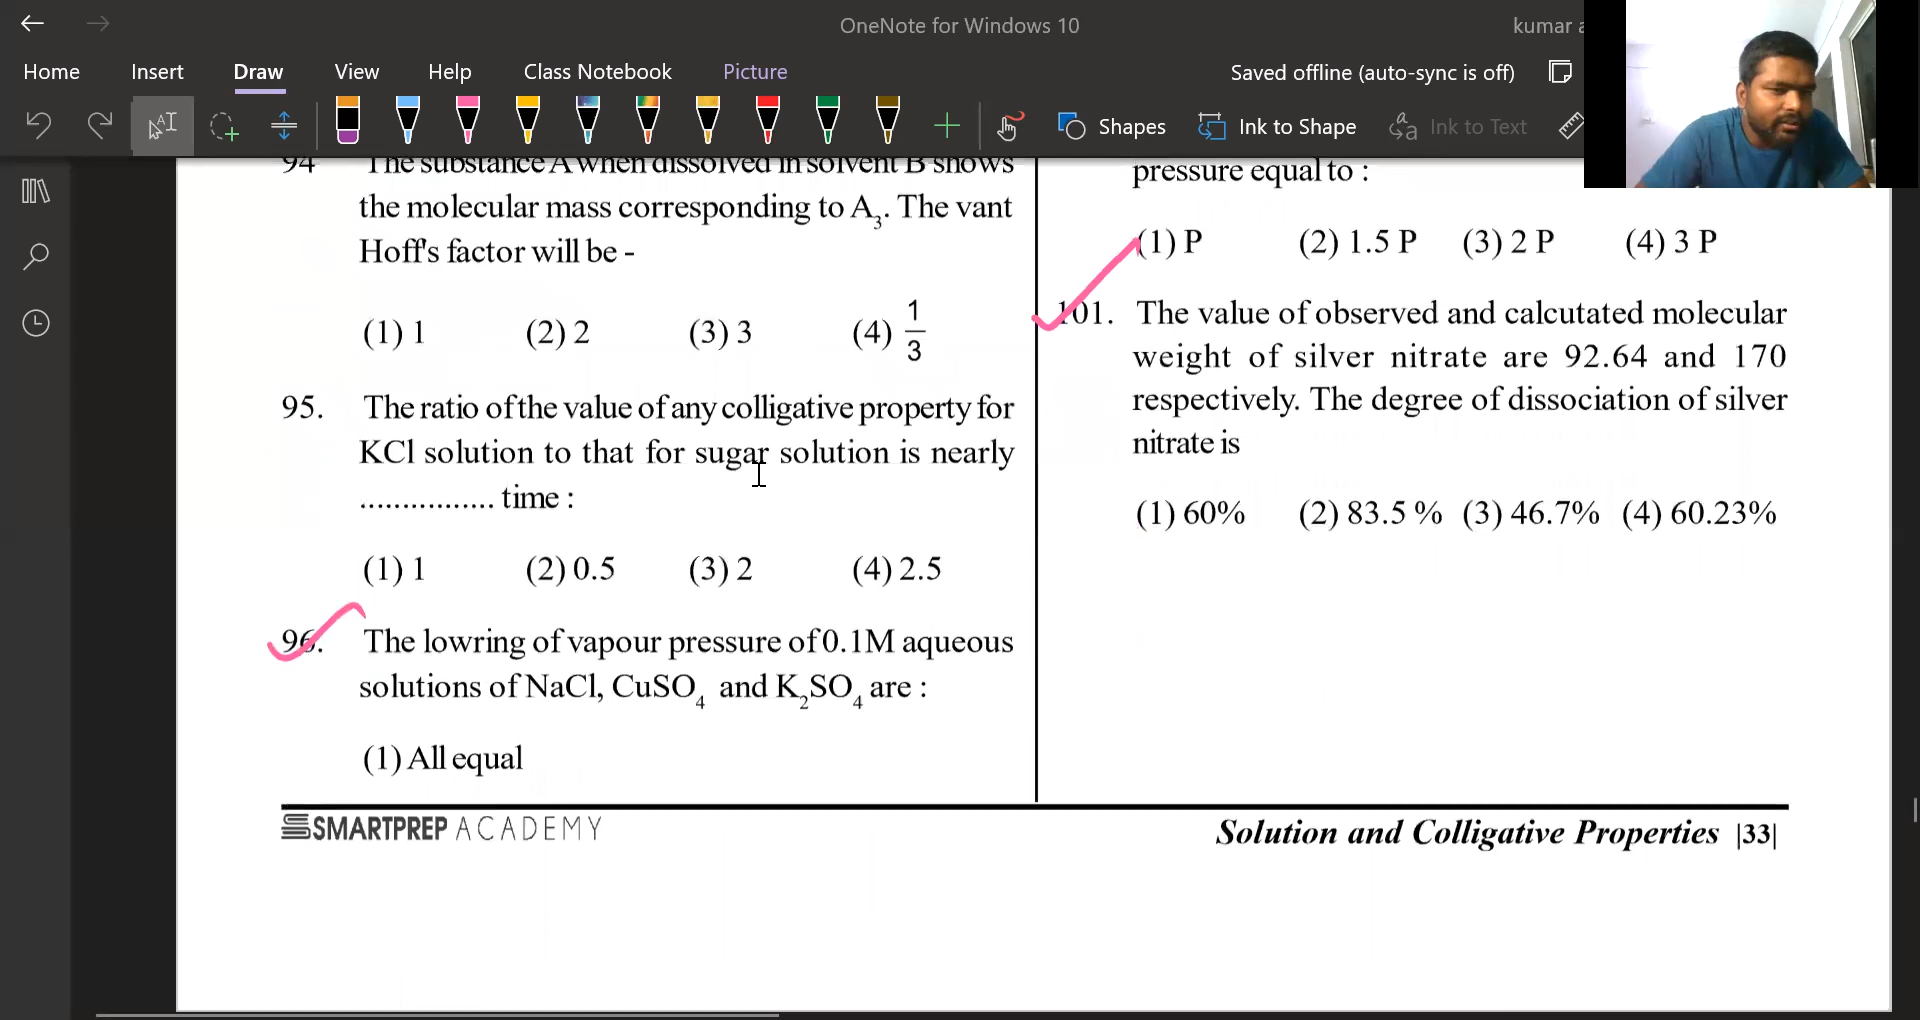 OneNote for Windows 10
kumar a
Home Insert Draw View Help Class Notebook Picture
Saved offline (auto-sync is off)
Shapes Ink to Shape Ink to Text
94 The substance A when dissolved in solvent B shows
the molecular mass corresponding to A₃. The vant
Hoff's factor will be -
(1) 1 (2) 2 (3) 3 (4) 1/3
95. The ratio of the value of any colligative property for
KCl solution to that for sugar solution is nearly
................ time :
(1) 1 (2) 0.5 (3) 2 (4) 2.5
96. The lowring of vapour pressure of 0.1M aqueous
solutions of NaCl, CuSO₄ and K₂SO₄ are :
(1) All equal
pressure equal to :
(1) P (2) 1.5 P (3) 2 P (4) 3 P
101. The value of observed and calcutated molecular
weight of silver nitrate are 92.64 and 170
respectively. The degree of dissociation of silver
nitrate is
(1) 60% (2) 83.5 % (3) 46.7% (4) 60.23%
SMARTPREP ACADEMY
Solution and Colligative Properties |33|